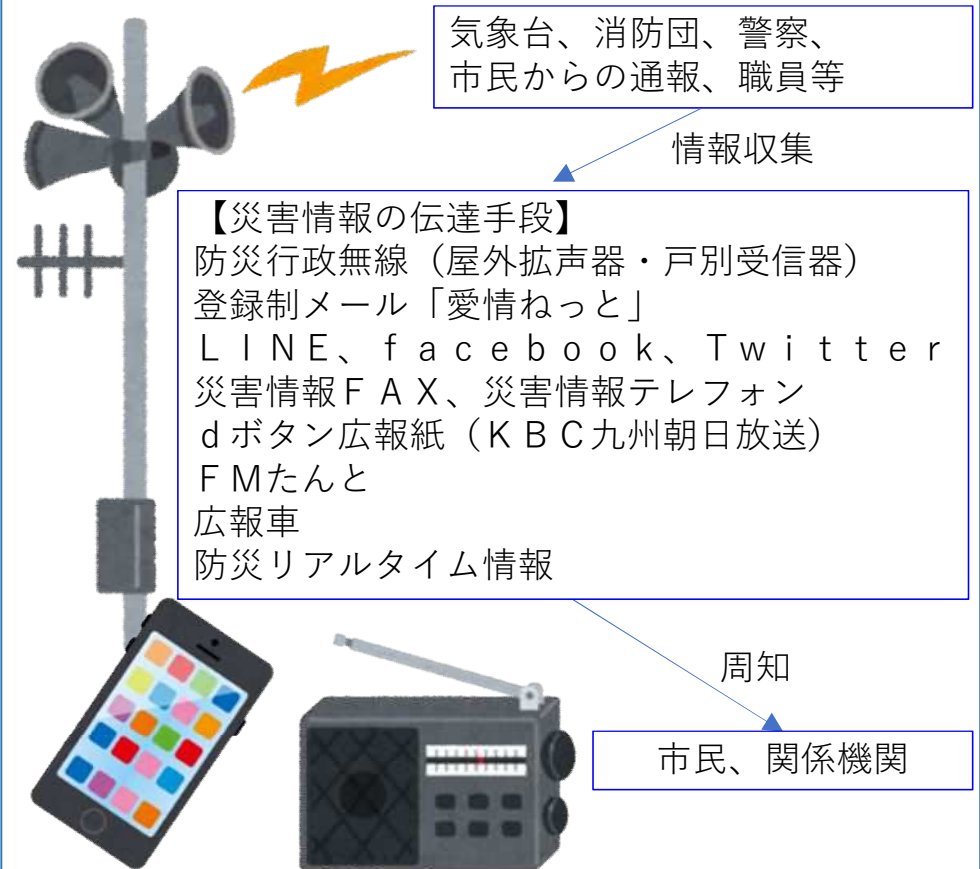 気象台、消防団、警察、
市民からの通報、職員等
情報収集
【災害情報の伝達手段】
防災行政無線（屋外拡声器・戸別受信器）
登録制メール「愛情ねっと」
ＬＩＮＥ、ｆａｃｅｂｏｏｋ、Ｔｗｉｔｔｅｒ
災害情報ＦＡＸ、災害情報テレフォン
ｄボタン広報紙（ＫＢＣ九州朝日放送）
ＦＭたんと
広報車
防災リアルタイム情報
周知
市民、関係機関